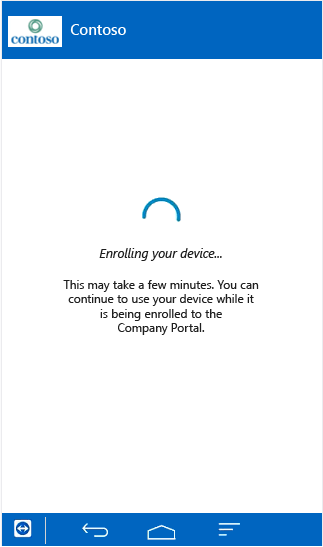 contoso
Contoso
Enrolling your device...
This may take a few minutes. You can
continue to use your device while it
is being enrolled to the
Company Portal.